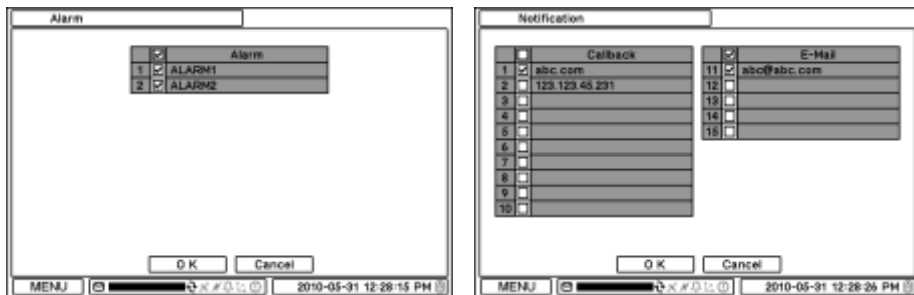 Alarm
Alarm
1 ALARM1
2 ALARM2
OK Cancel
MENU 2010-05-31 12:28:15 PM
Notification
Callback
1 abc.com
2 123.123.45.231
3
4
5
6
7
8
9
10
E-Mail
11 abc@abc.com
12
13
14
15
OK Cancel
MENU 2010-05-31 12:28:26 PM